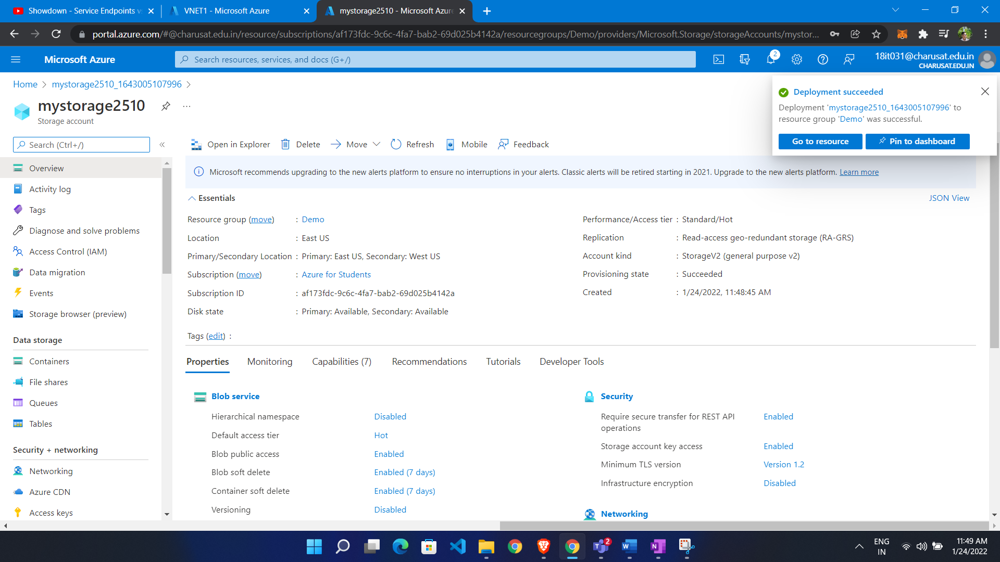 Showdown - Service Endpoints vs
VNET1 - Microsoft Azure
mystorage2510 - Microsoft Azure
portal.azure.com/#@charusat.edu.in/resource/subscriptions/af173fdc-9c6c-4fa7-bab2-69d025b4142a/resourcegroups/Demo/providers/Microsoft.Storage/storageAccounts/mystor...
Microsoft Azure
Search resources, services, and docs (G+/)
2
18it031@charusat.edu.in
CHARUSAT.EDU.IN
Home > mystorage2510_1643005107996 >
mystorage2510
Storage account
Deployment succeeded
Deployment 'mystorage2510_1643005107996' to
resource group 'Demo' was successful.
Go to resource
Pin to dashboard
Search (Ctrl+/)
Open in Explorer
Delete
Move
Refresh
Mobile
Feedback
Microsoft recommends upgrading to the new alerts platform to ensure no interruptions in your alerts. Classic alerts will be retired starting in 2021. Upgrade to the new alerts platform. Learn more
Overview
Activity log
Tags
Diagnose and solve problems
Access Control (IAM)
Data migration
Events
Storage browser (preview)
Data storage
Containers
File shares
Queues
Tables
Security + networking
Networking
Azure CDN
Access keys
Essentials
JSON View
Resource group (move) : Demo
Location : East US
Primary/Secondary Location : Primary: East US, Secondary: West US
Subscription (move) : Azure for Students
Subscription ID : af173fdc-9c6c-4fa7-bab2-69d025b4142a
Disk state : Primary: Available, Secondary: Available
Performance/Access tier : Standard/Hot
Replication : Read-access geo-redundant storage (RA-GRS)
Account kind : StorageV2 (general purpose v2)
Provisioning state : Succeeded
Created : 1/24/2022, 11:48:45 AM
Tags (edit) :
Properties
Monitoring
Capabilities (7)
Recommendations
Tutorials
Developer Tools
Blob service
Hierarchical namespace Disabled
Default access tier Hot
Blob public access Enabled
Blob soft delete Enabled (7 days)
Container soft delete Enabled (7 days)
Versioning Disabled
Security
Require secure transfer for REST API Enabled
operations
Storage account key access Enabled
Minimum TLS version Version 1.2
Infrastructure encryption Disabled
Networking
2
ENG
IN
11:49 AM
1/24/2022